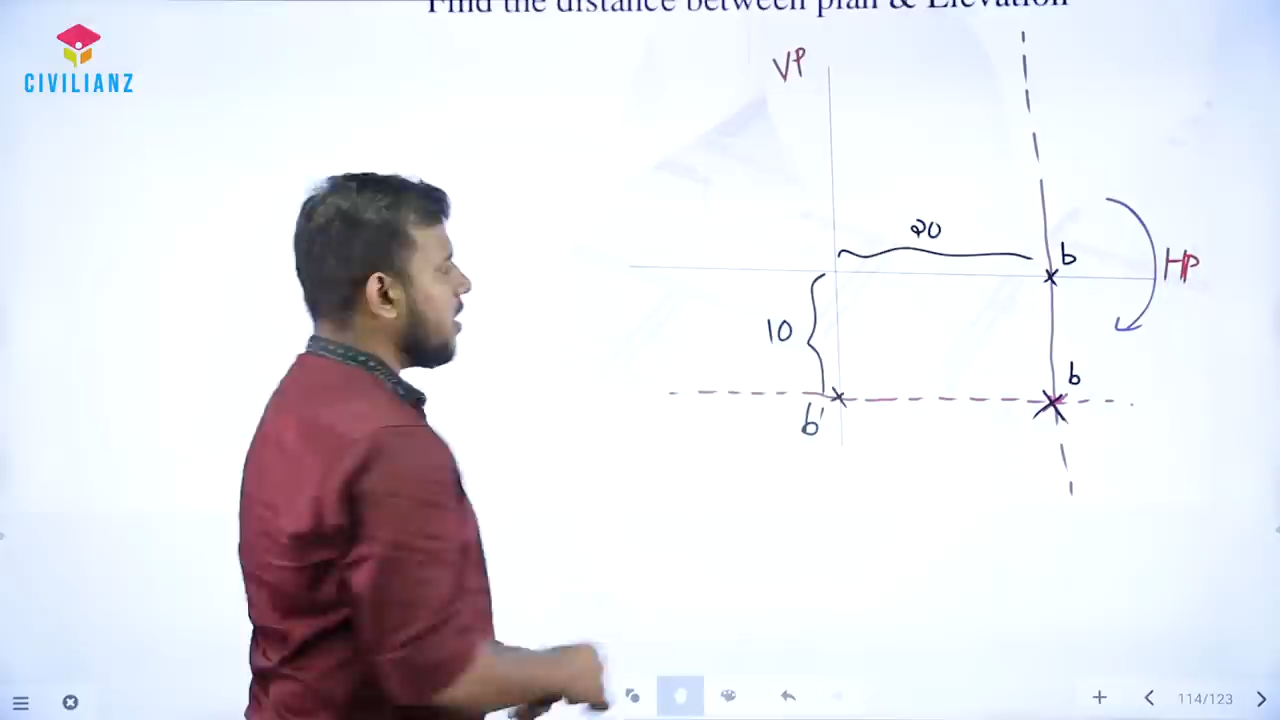 Find the distance between plan & Elevation
CIVILIANZ
VP
20
b
HP
10
b
b'
114/123